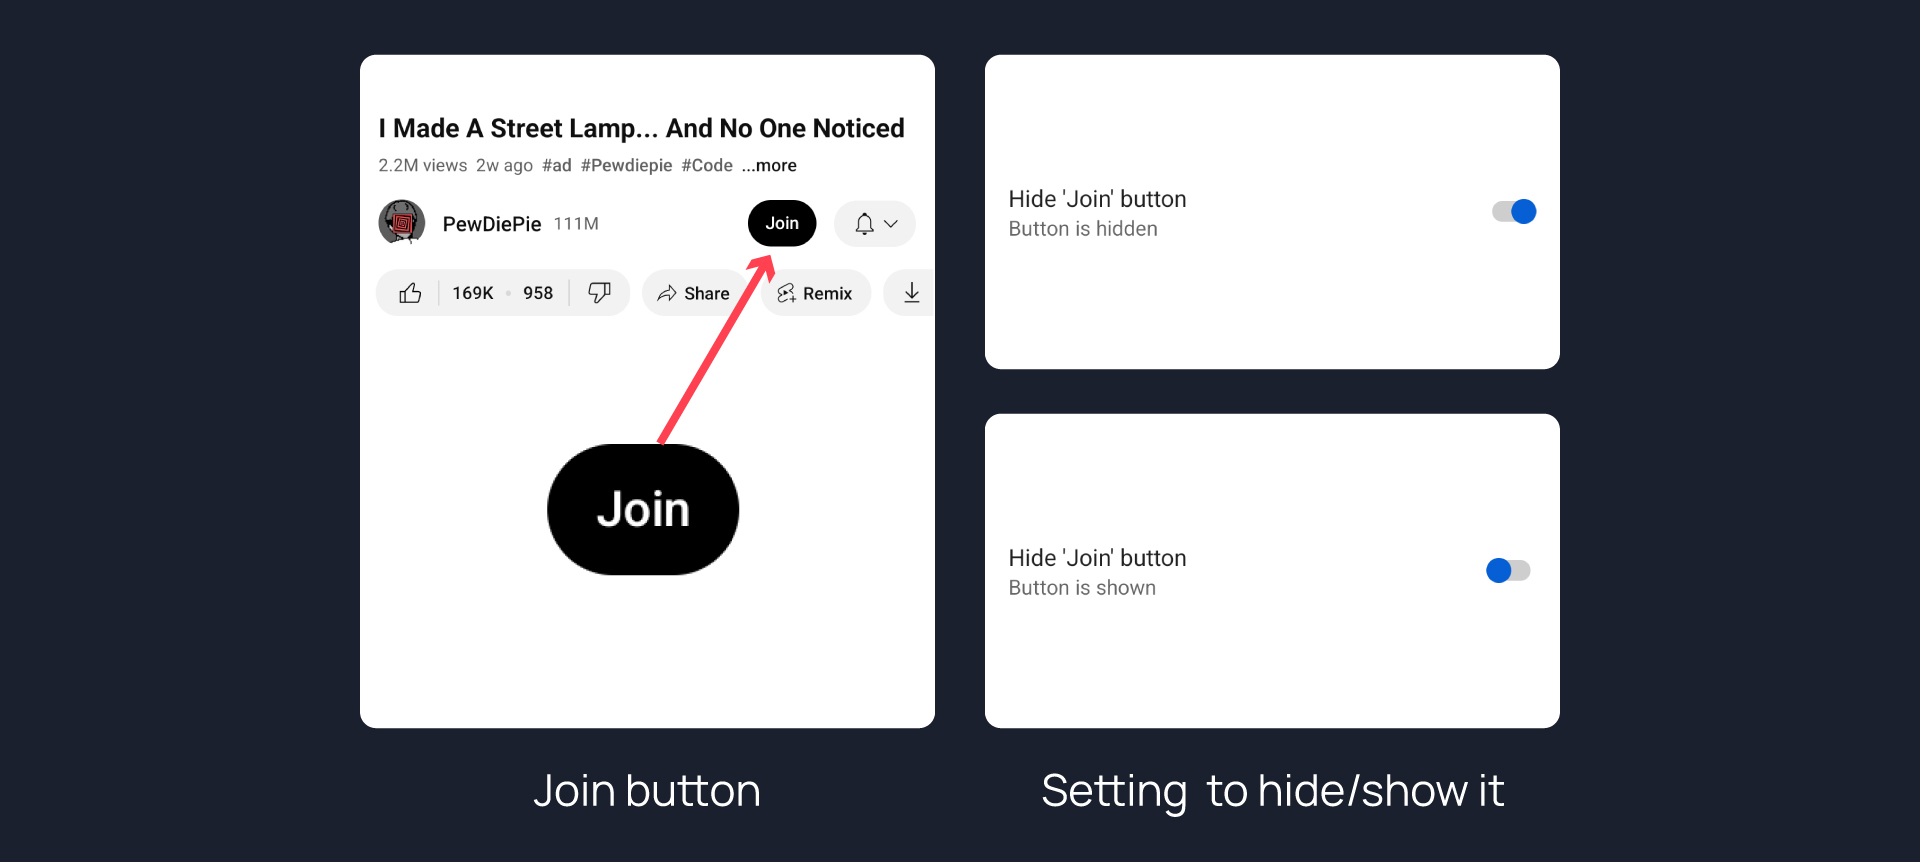 I Made A Street Lamp... And No One Noticed
2.2M views 2w ago #ad #Pewdiepie #Code ...more
PewDiePie 111M Join
169K • 958 Share Remix
Join
Join button
Hide 'Join' button
Button is hidden
Hide 'Join' button
Button is shown
Setting to hide/show it